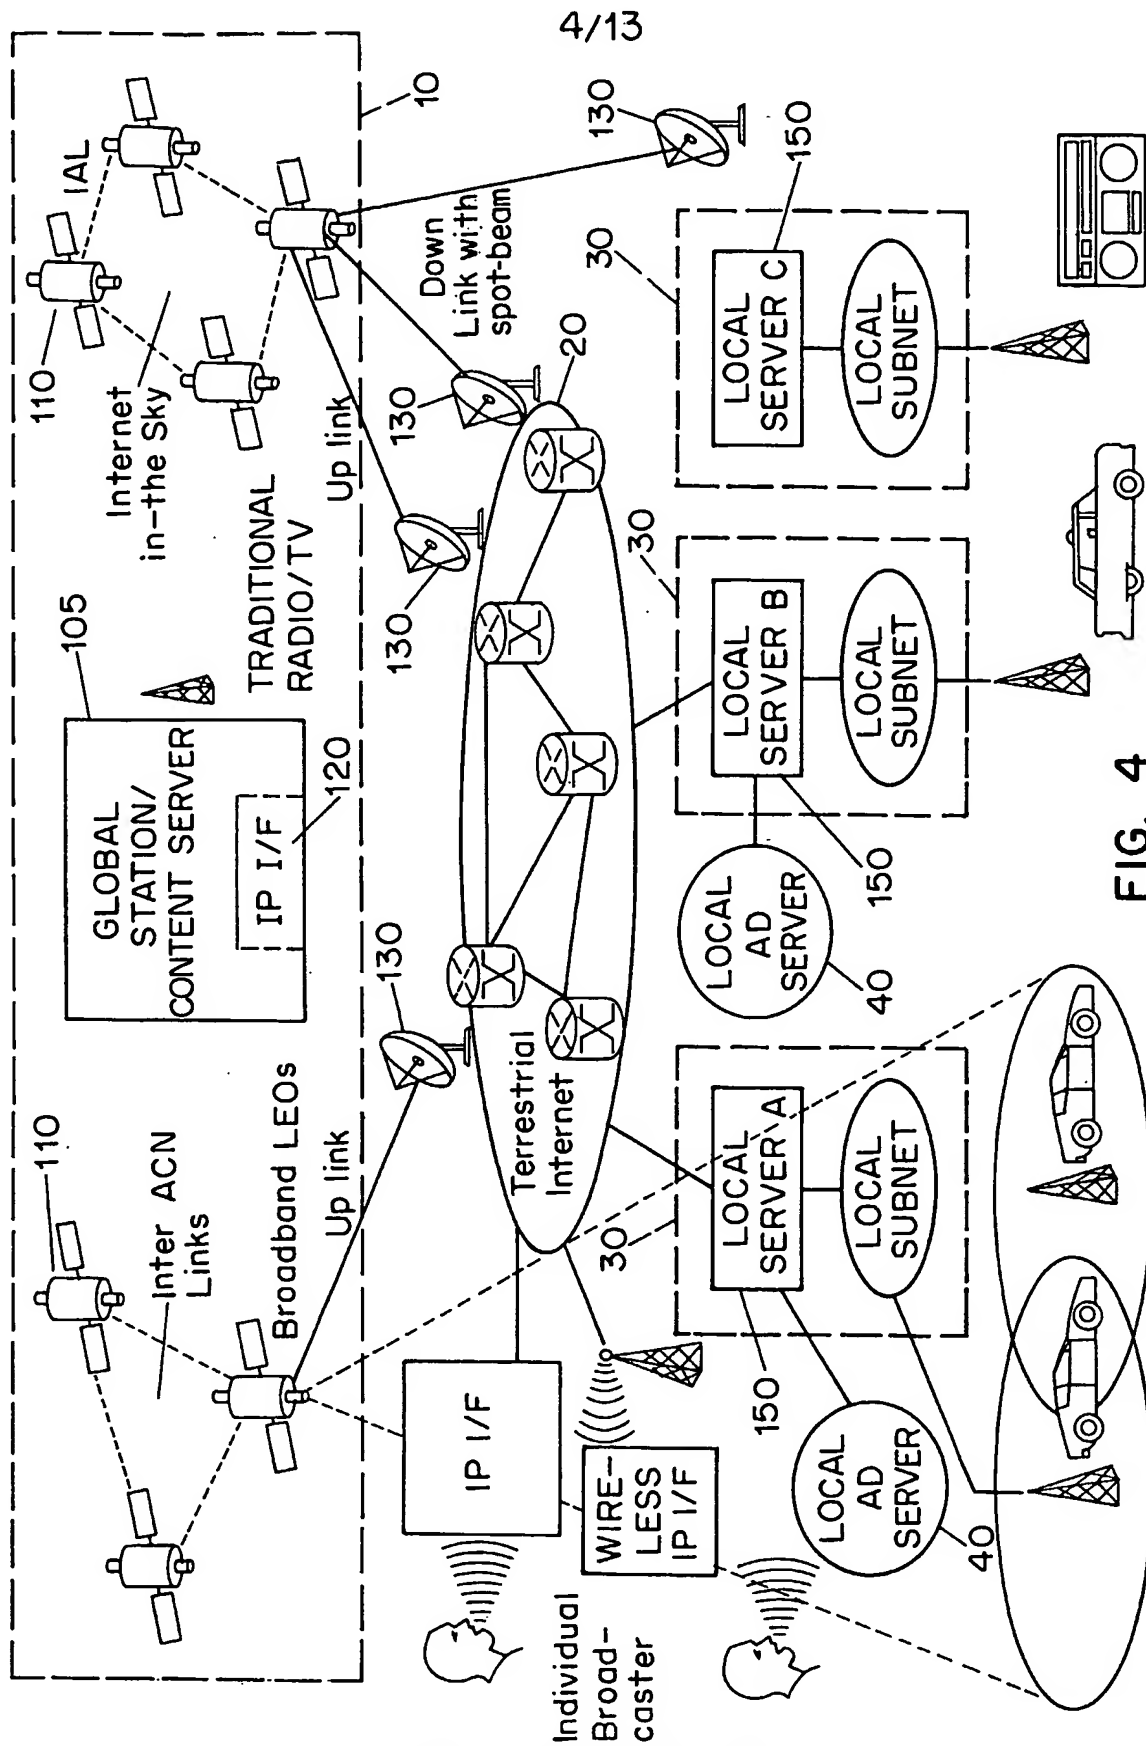 4/13
110
Inter ACN
Links
Broadband LEOs
Up link
105
GLOBAL
STATION/
CONTENT SERVER
IP I/F
120
TRADITIONAL
RADIO/TV
110
IAL
Internet
in-the Sky
Up link
10
130
130
130
Down
Link with
spot-beam
130
20
Terrestrial
Internet
IP I/F
WIRE-
LESS
IP I/F
Individual
Broad-
caster
30
LOCAL
SERVER A
LOCAL
SUBNET
150
LOCAL
AD
SERVER
40
30
LOCAL
SERVER B
LOCAL
SUBNET
150
LOCAL
AD
SERVER
40
30
LOCAL
SERVER C
150
LOCAL
SUBNET
FIG. 4